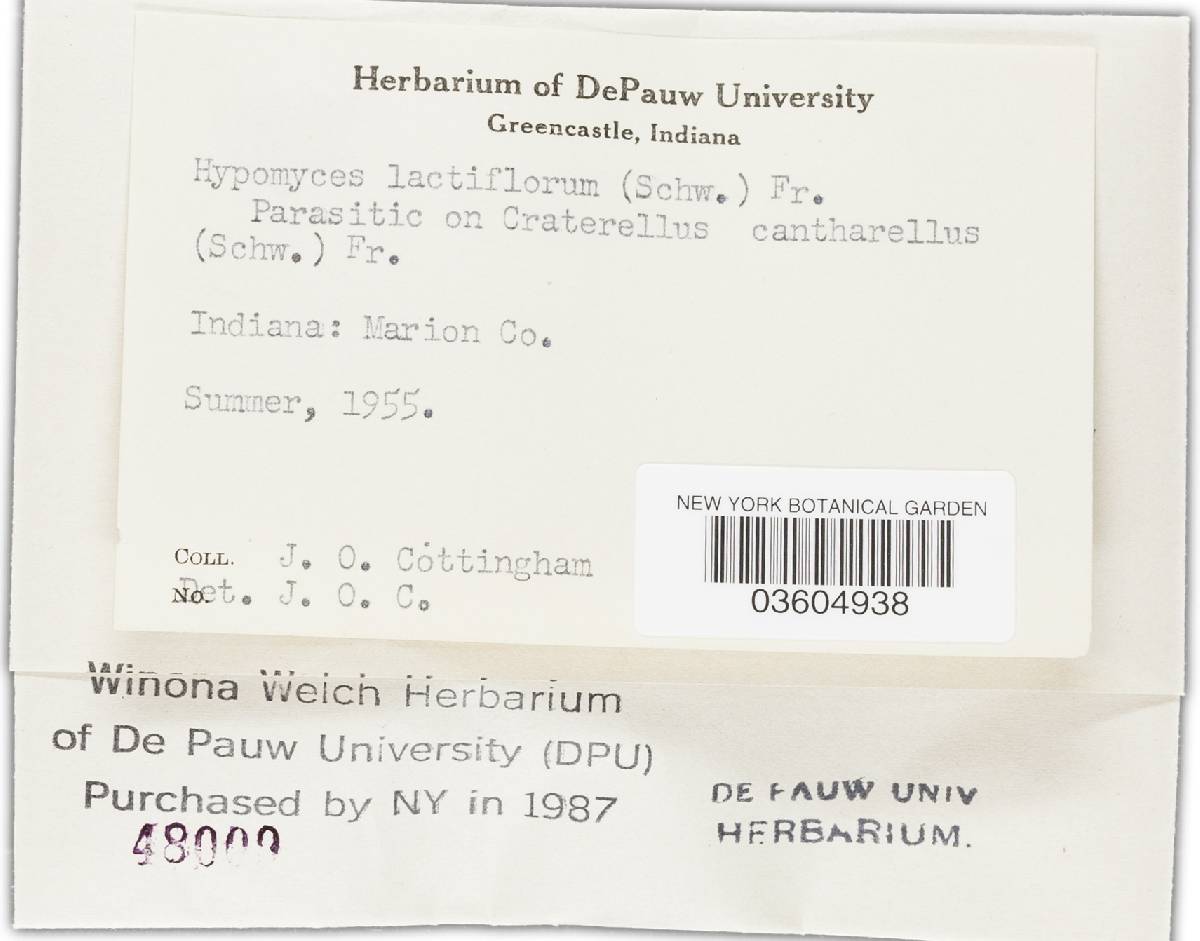 Herbarium of DePauw University
Greencastle, Indiana
Hypomyces lactiflorum (Schw.) Fr.
Parasitic on Craterellus cantharellus
(Schw.) Fr.
Indiana: Marion Co.
Summer, 1955.
COLL. J. O. Cottingham
No. Det. J. O. C.
NEW YORK BOTANICAL GARDEN
03604938
Winona Welch Herbarium
of De Pauw University (DPU)
Purchased by NY in 1987
48009
DE PAUW UNIV
HERBARIUM.